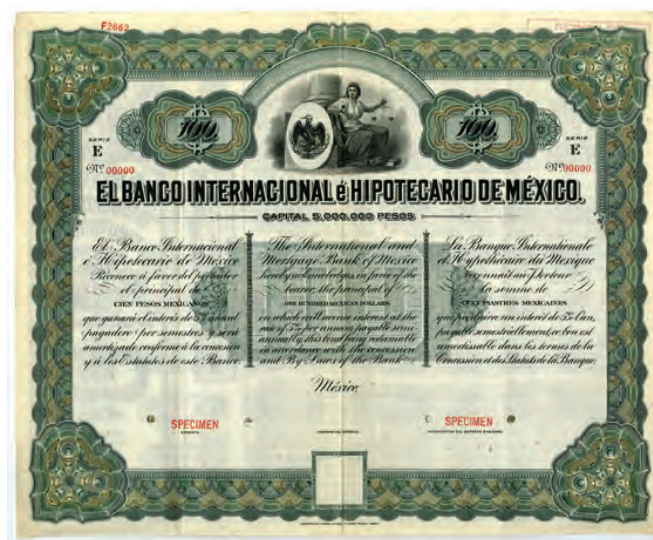 F2662
100
100
SERIE
E
SERIE
E
Nº 00000
Nº 00000
EL BANCO INTERNACIONAL é HIPOTECARIO DE MÉXICO.
CAPITAL 5,000,000 PESOS
El Banco Internacional
é Hipotecario de México
Reconoce á favor del portador
el principal de
CIEN PESOS MEXICANOS
que ganará el interés de 5% anual
pagadero por semestres y será
amortizado conforme á la concesion
y á los Estatutos de este Banco.
The International and
Mortgage Bank of Mexico
hereby acknowledges, in favor of the
bearer, the principal of
ONE HUNDRED MEXICAN DOLLARS
on which will accrue interest at the
rate of 5% per annum payable semi-
annually, this bond being redeemable
in accordance with the concession
and By-Laws of the Bank.
La Banque Internationale
et Hypothécaire du Mexique
reconnait au Porteur
la somme de
CENT PIASTRES MEXICAINES
qui portera un intérêt de 5% l'an,
payable semestriellement, ce bon est
amortissable dans les termes de la
Concession et des Statuts de la Banque.
México,
SPECIMEN
SPECIMEN